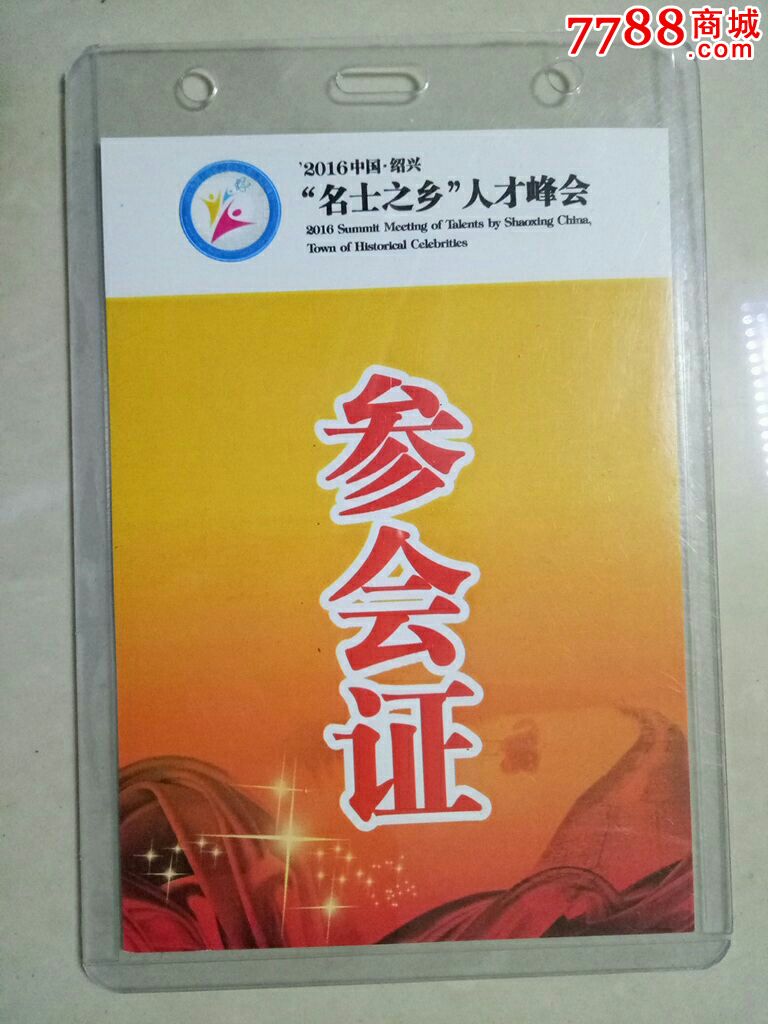 7788商城
.com
'2016中国·绍兴
“名士之乡”人才峰会
2016 Summit Meeting of Talents by Shaoxing China,
Town of Historical Celebrities
参会证